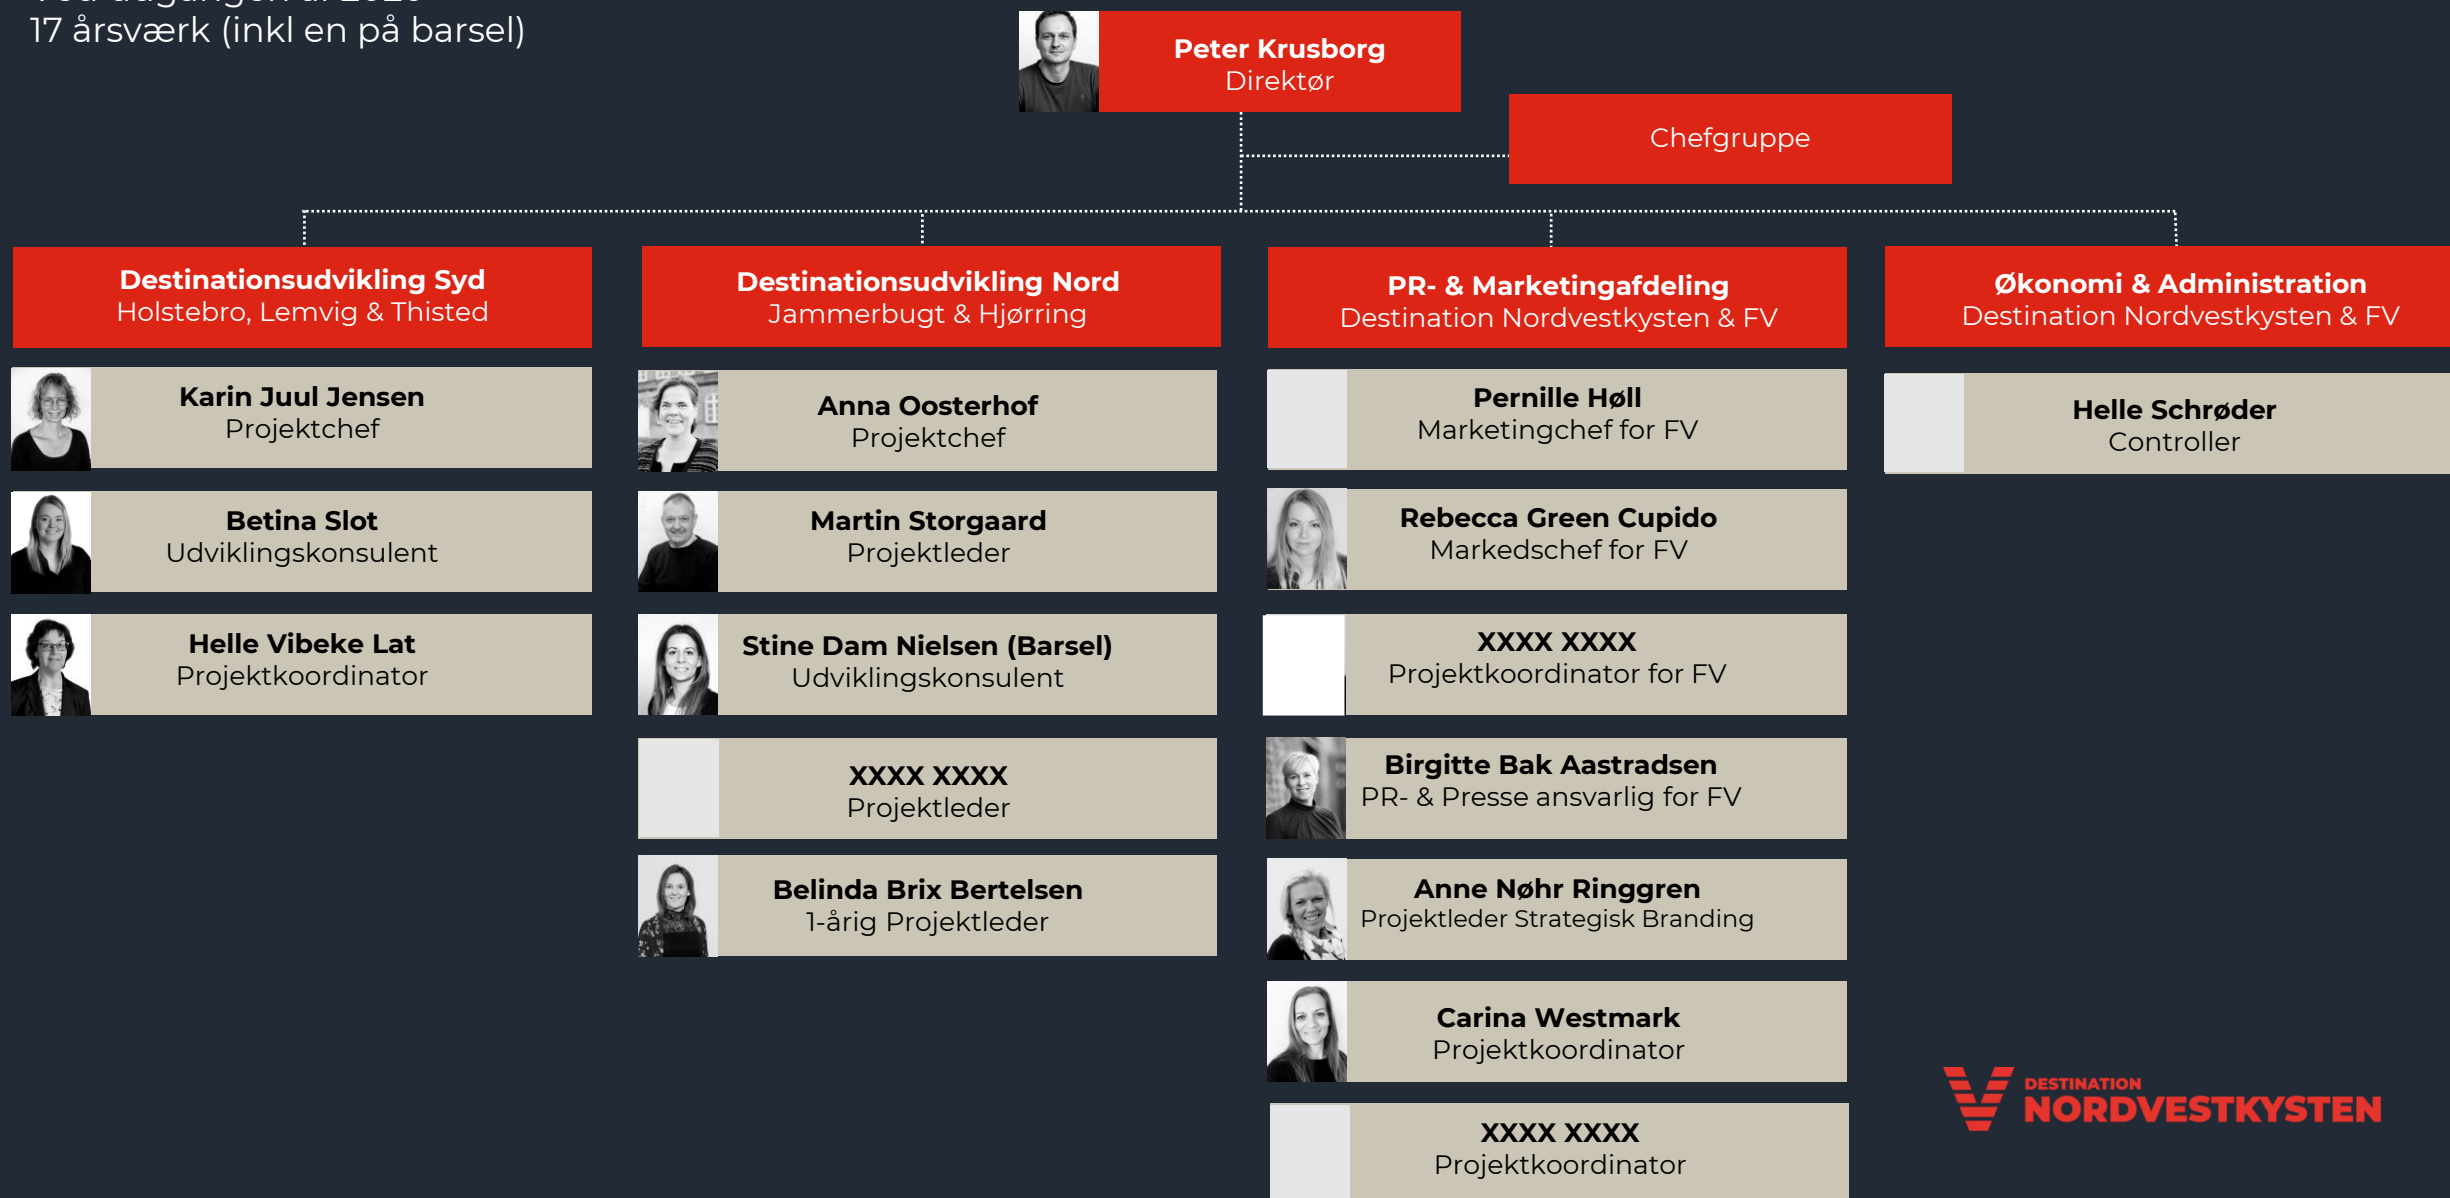 17 årsværk (inkl en på barsel)
Peter Krusborg
Direktør
Chefgruppe
Destinationsudvikling Syd
Holstebro, Lemvig & Thisted
Karin Juul Jensen
Projektchef
Betina Slot
Udviklingskonsulent
Helle Vibeke Lat
Projektkoordinator
Destinationsudvikling Nord
Jammerbugt & Hjørring
Anna Oosterhof
Projektchef
Martin Storgaard
Projektleder
Stine Dam Nielsen (Barsel)
Udviklingskonsulent
XXXX XXXX
Projektleder
Belinda Brix Bertelsen
1-årig Projektleder
PR- & Marketingafdeling
Destination Nordvestkysten & FV
Pernille Høll
Marketingchef for FV
Rebecca Green Cupido
Markedschef for FV
XXXX XXXX
Projektkoordinator for FV
Birgitte Bak Aastradsen
PR- & Presse ansvarlig for FV
Anne Nøhr Ringgren
Projektleder Strategisk Branding
Carina Westmark
Projektkoordinator
XXXX XXXX
Projektkoordinator
Økonomi & Administration
Destination Nordvestkysten & FV
Helle Schrøder
Controller
DESTINATION
NORDVESTKYSTEN